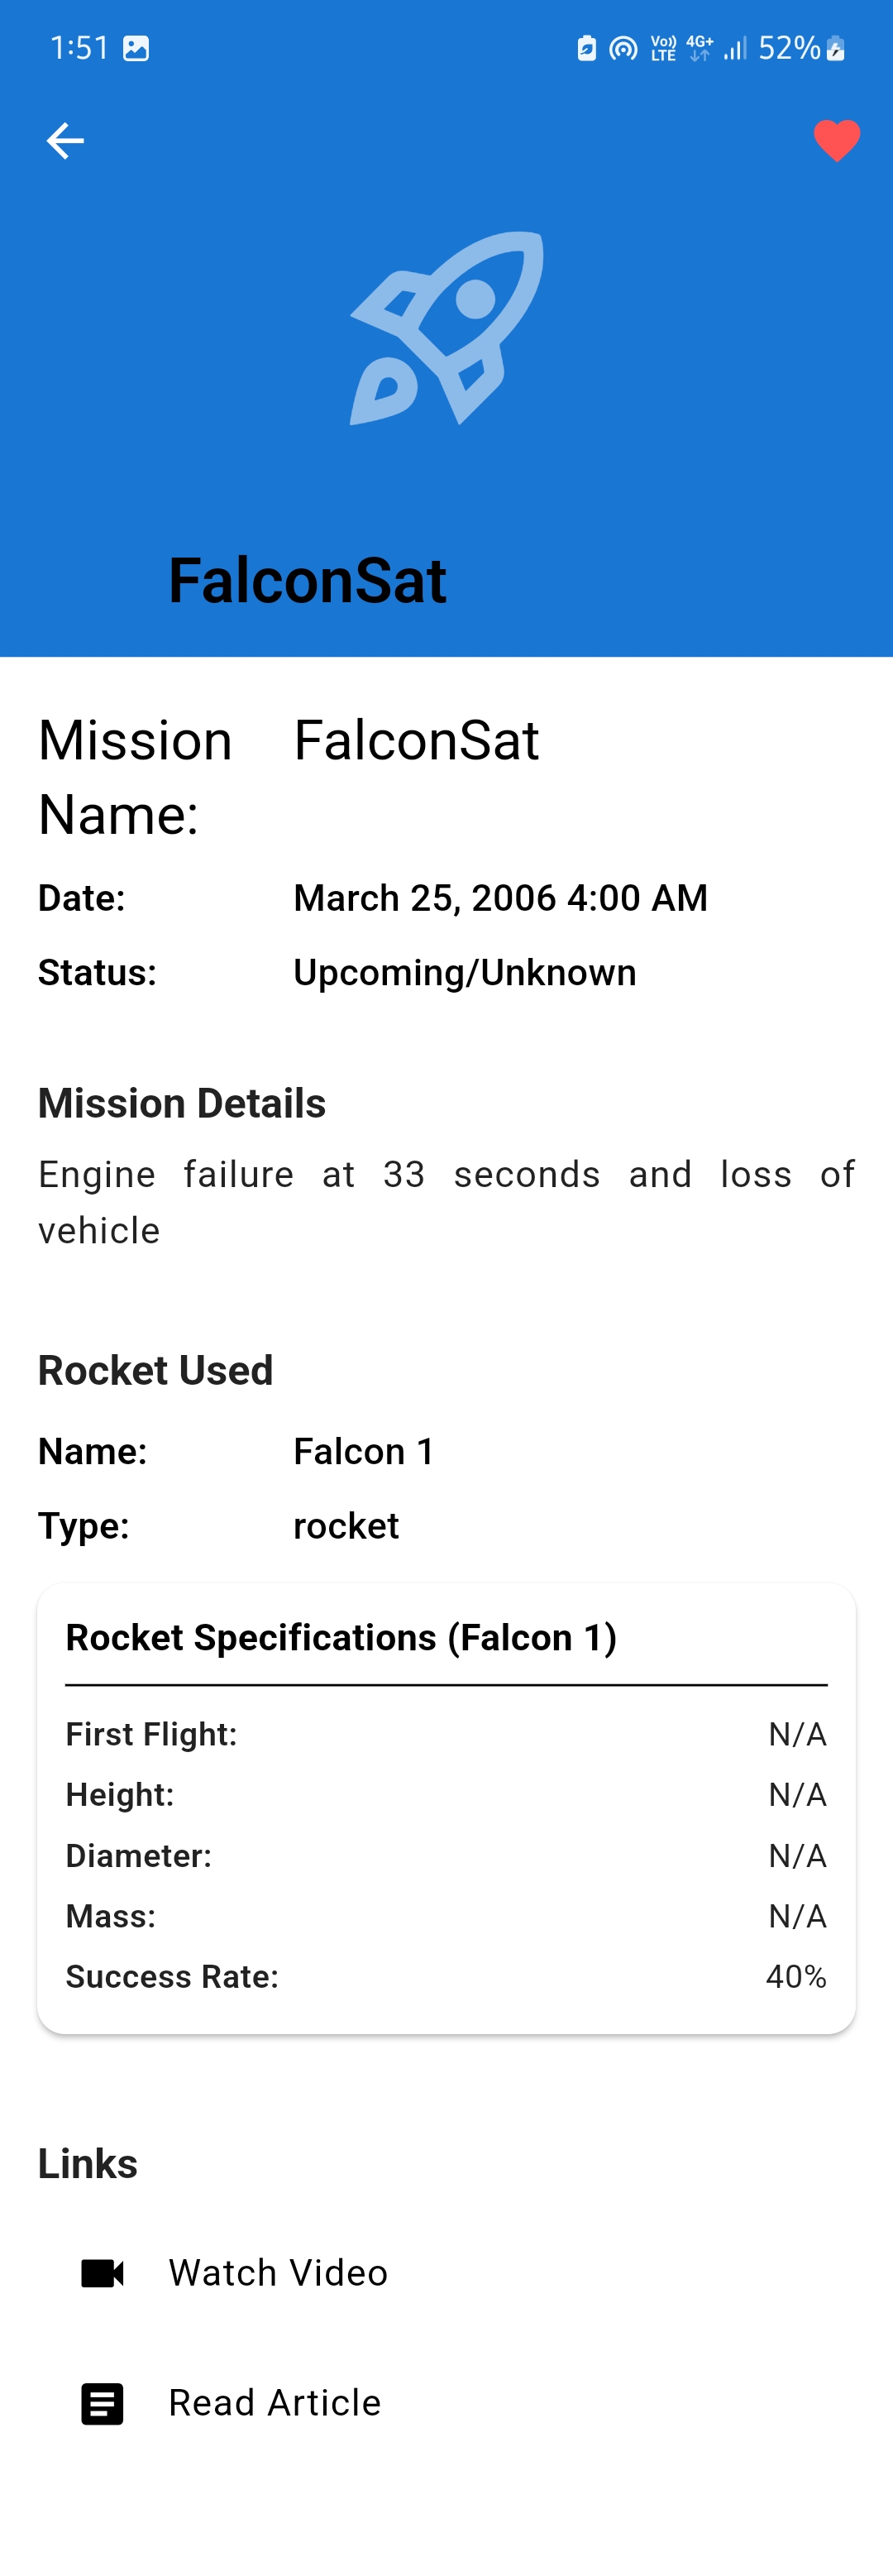 1:51 Vo)) LTE 4G+ 52%
FalconSat
Mission Name: FalconSat
Date: March 25, 2006 4:00 AM
Status: Upcoming/Unknown
Mission Details
Engine failure at 33 seconds and loss of
vehicle
Rocket Used
Name: Falcon 1
Type: rocket
Rocket Specifications (Falcon 1)
First Flight: N/A
Height: N/A
Diameter: N/A
Mass: N/A
Success Rate: 40%
Links
Watch Video
Read Article